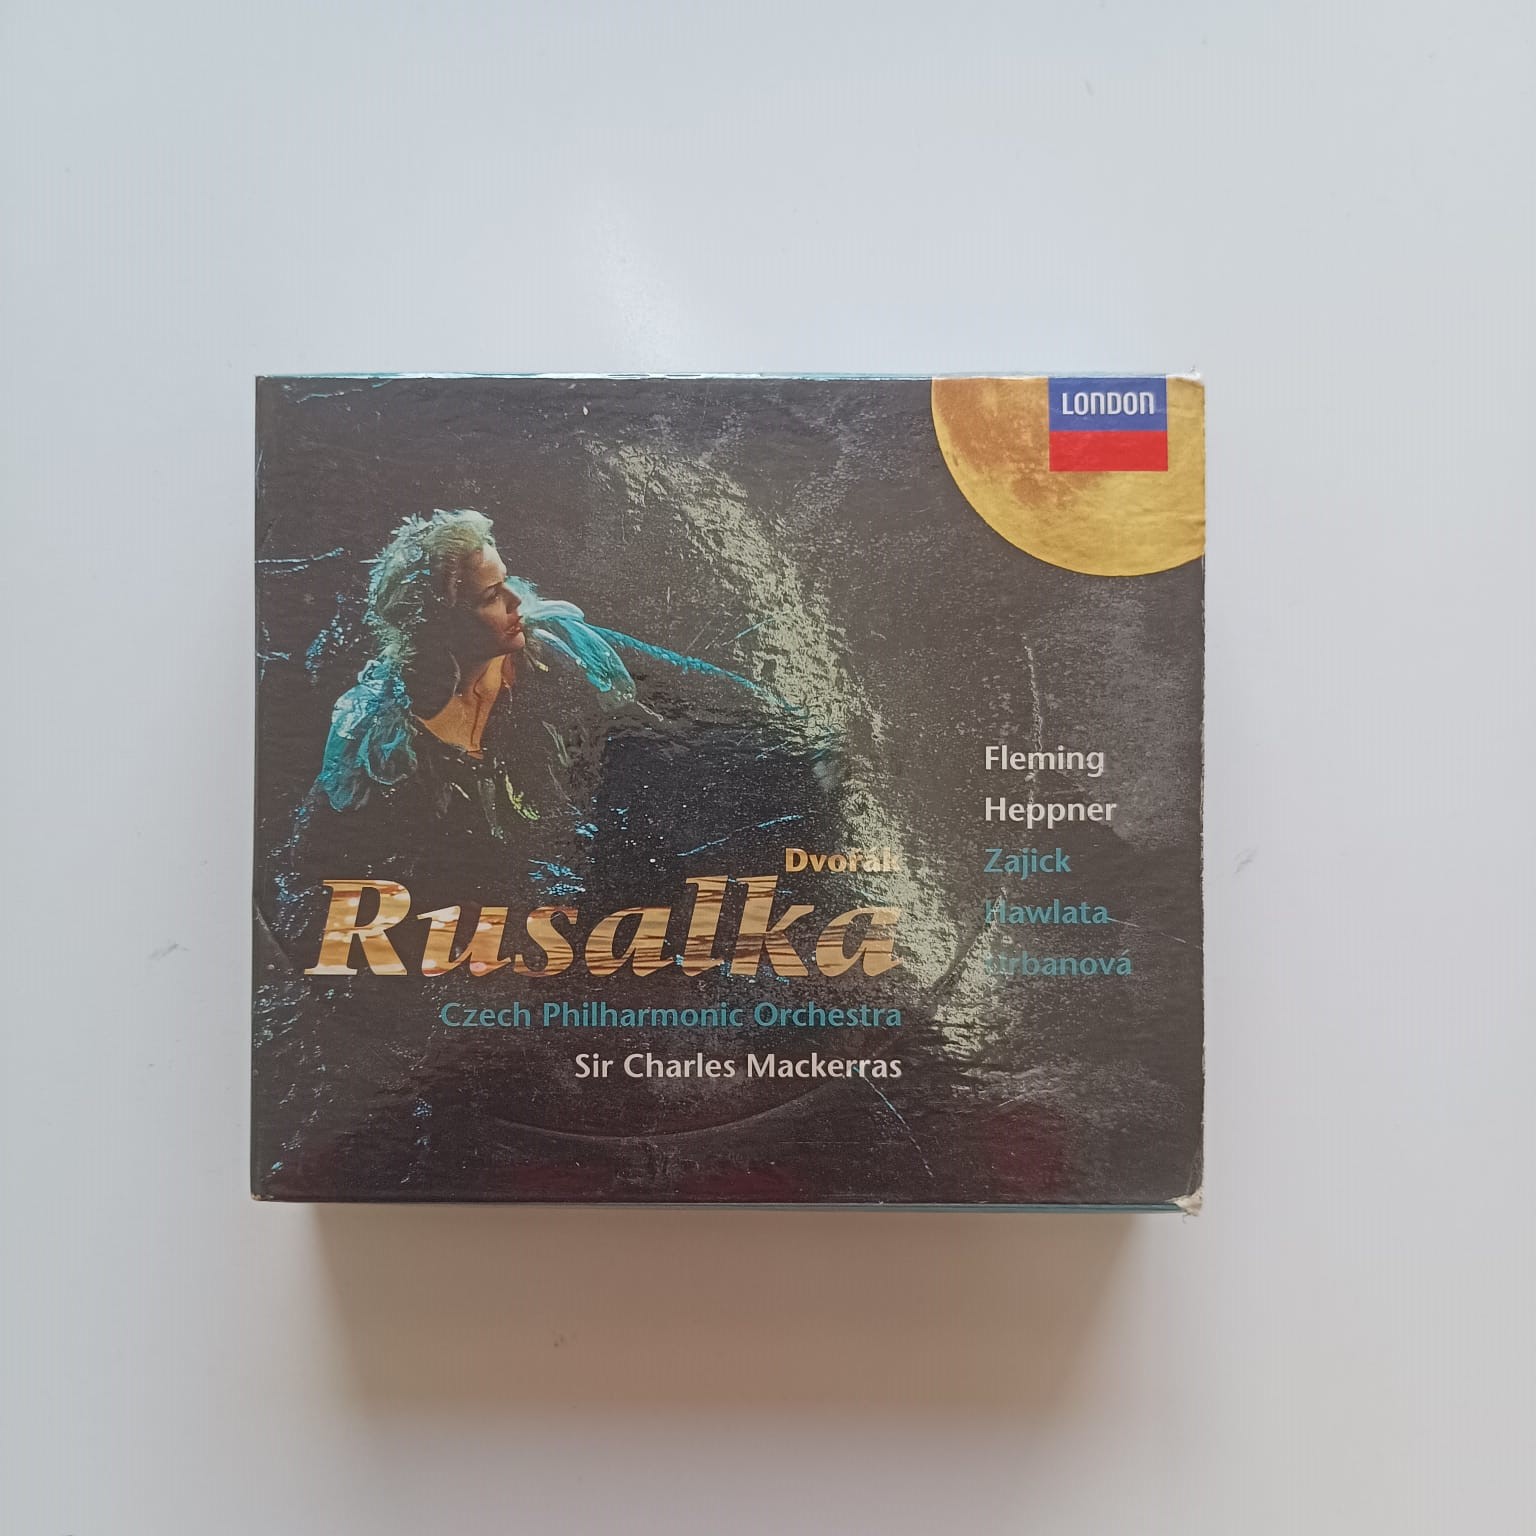 LONDON
Fleming
Heppner
Zajick
Hawlata
Urbanová
Dvořák
Rusalka
Czech Philharmonic Orchestra
Sir Charles Mackerras